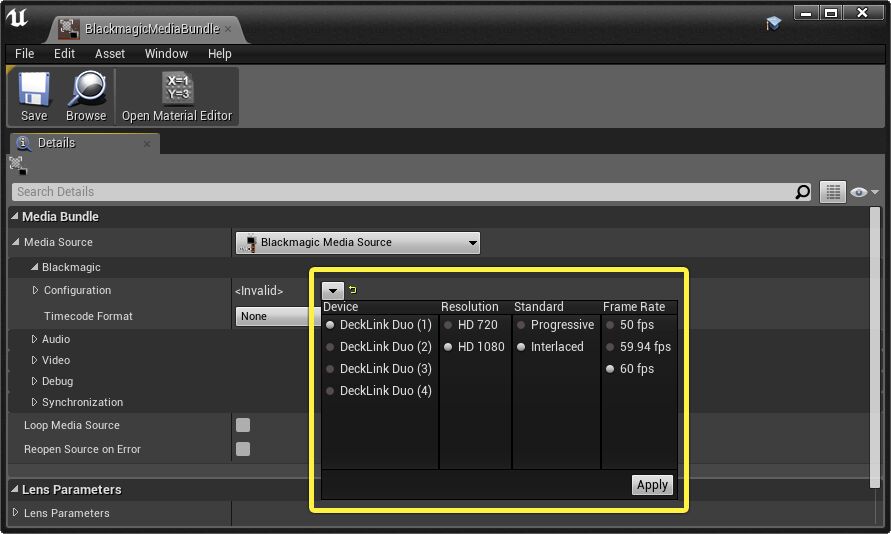 BlackmagicMediaBundle
File Edit Asset Window Help
X=1
Y=3
Save Browse Open Material Editor
Details
Search Details
Media Bundle
Media Source Blackmagic Media Source
Blackmagic
Configuration <Invalid>
Timecode Format None
Audio
Video
Debug
Synchronization
Loop Media Source
Reopen Source on Error
Lens Parameters
Lens Parameters
Device Resolution Standard Frame Rate
DeckLink Duo (1) HD 720 Progressive 50 fps
DeckLink Duo (2) HD 1080 Interlaced 59.94 fps
DeckLink Duo (3) 60 fps
DeckLink Duo (4)
Apply